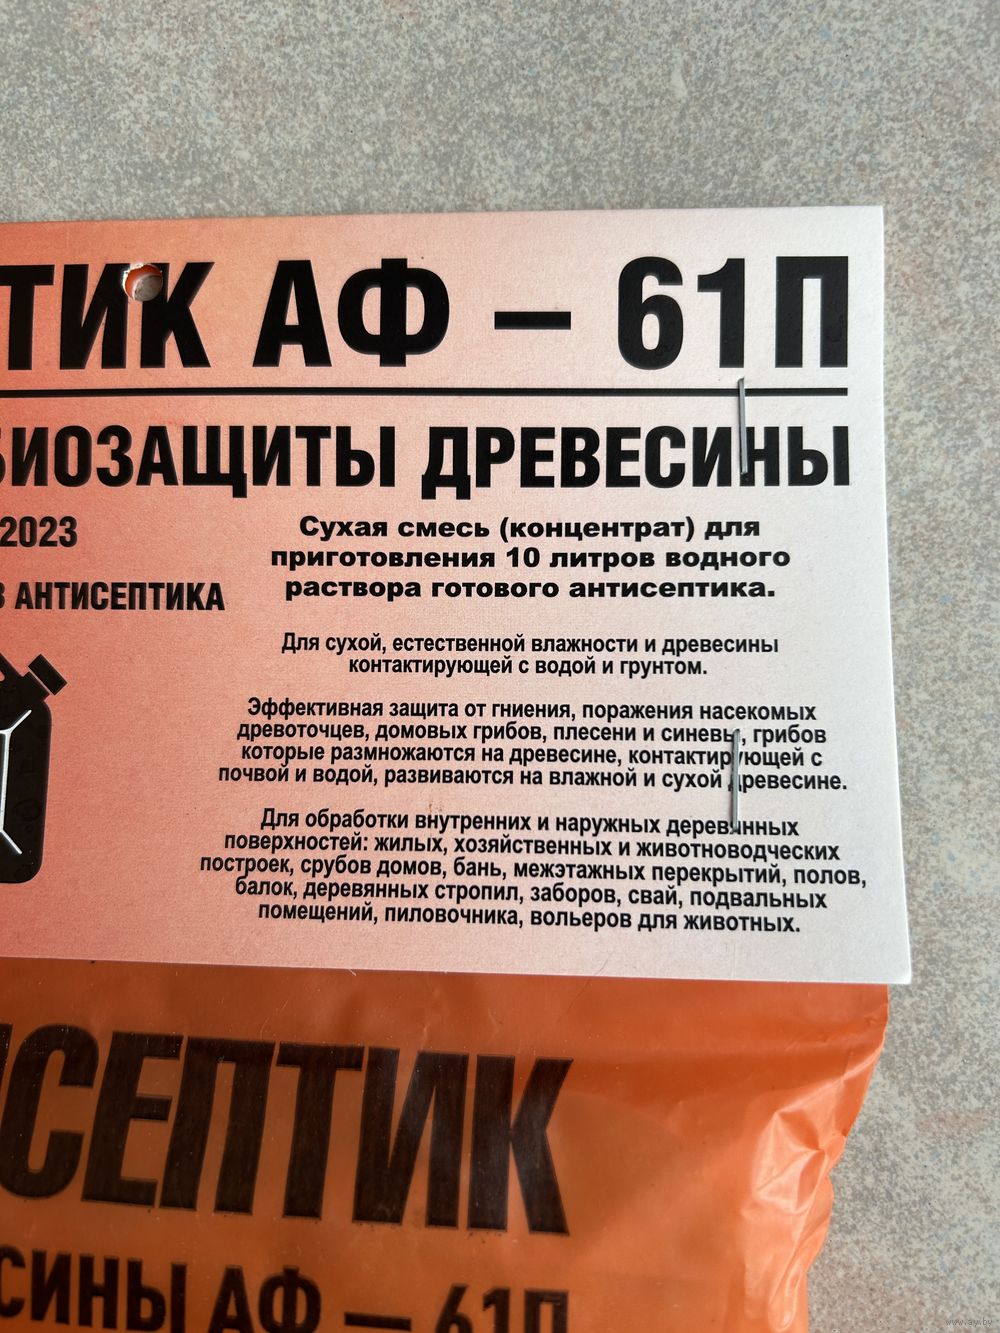 ТИК АФ – 61П
БИОЗАЩИТЫ ДРЕВЕСИНЫ
2023
АНТИСЕПТИКА
Сухая смесь (концентрат) для
приготовления 10 литров водного
раствора готового антисептика.
Для сухой, естественной влажности и древесины
контактирующей с водой и грунтом.
Эффективная защита от гниения, поражения насекомых
древоточцев, домовых грибов, плесени и синевы, грибов
которые размножаются на древесине, контактирующей с
почвой и водой, развиваются на влажной и сухой древесине.
Для обработки внутренних и наружных деревянных
поверхностей: жилых, хозяйственных и животноводческих
построек, срубов домов, бань, межэтажных перекрытий, полов,
балок, деревянных стропил, заборов, свай, подвальных
помещений, пиловочника, вольеров для животных.
ИСЕПТИК
СИНЫ АФ – 61П
www.ay.by